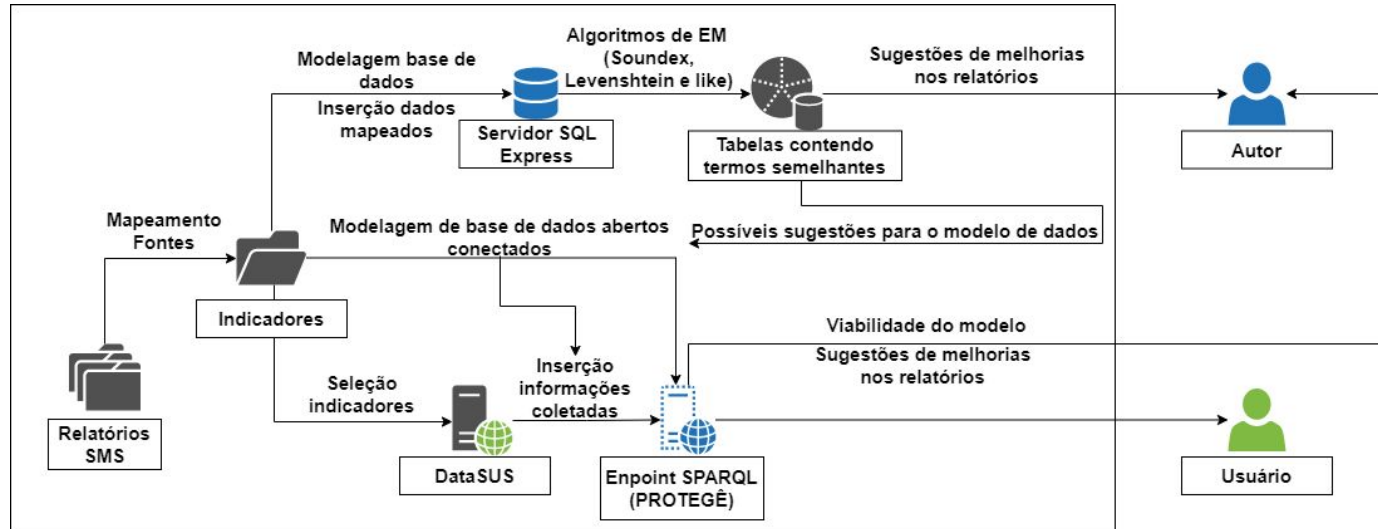 Modelagem base de
dados
Inserção dados
mapeados
Servidor SQL
Express
Algoritmos de EM
(Soundex,
Levenshtein e like)
Tabelas contendo
termos semelhantes
Sugestões de melhorias
nos relatórios
Autor
Mapeamento
Fontes
Indicadores
Modelagem de base de dados abertos
conectados
Possíveis sugestões para o modelo de dados
Relatórios
SMS
Seleção
indicadores
DataSUS
Inserção
informações
coletadas
Enpoint SPARQL
(PROTEGÊ)
Viabilidade do modelo
Sugestões de melhorias
nos relatórios
Usuário